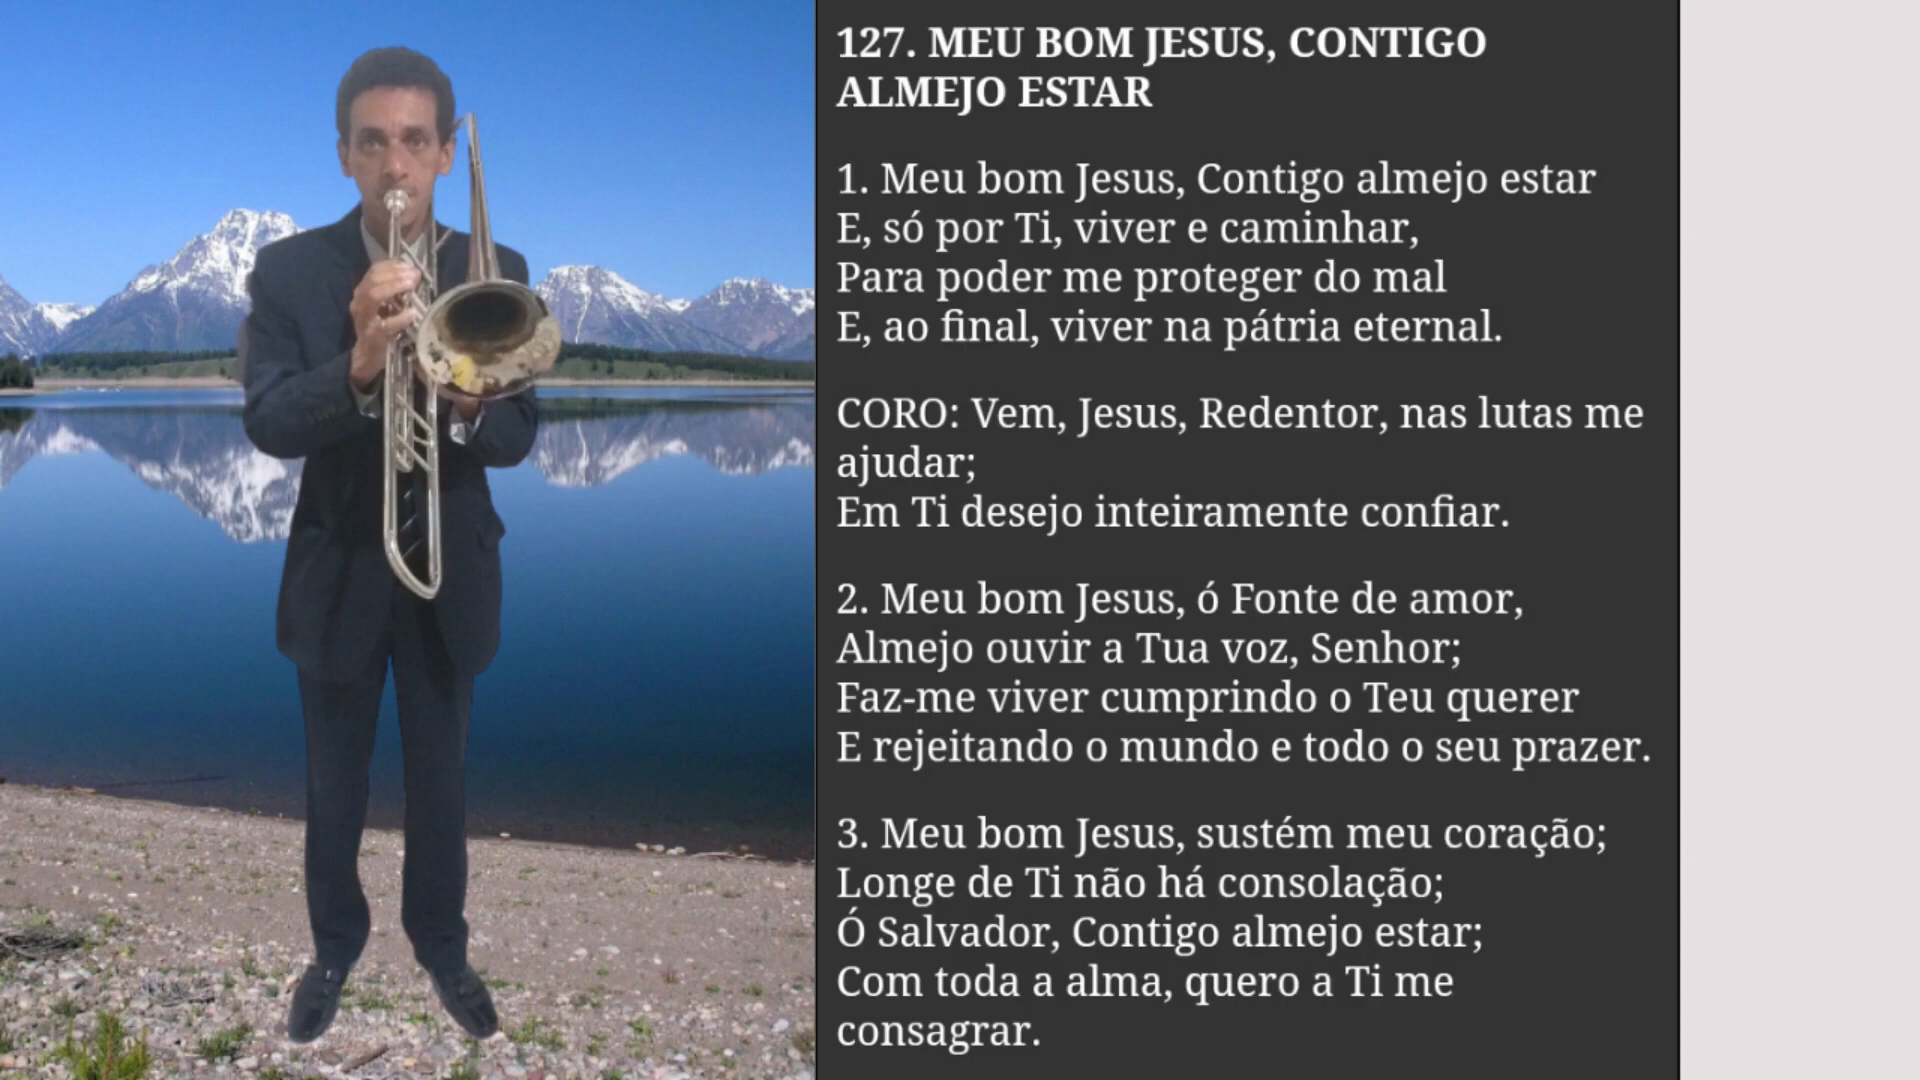 127. MEU BOM JESUS, CONTIGO
ALMEJO ESTAR
1. Meu bom Jesus, Contigo almejo estar
E, só por Ti, viver e caminhar,
Para poder me proteger do mal
E, ao final, viver na pátria eternal.
CORO: Vem, Jesus, Redentor, nas lutas me
ajudar;
Em Ti desejo inteiramente confiar.
2. Meu bom Jesus, ó Fonte de amor,
Almejo ouvir a Tua voz, Senhor;
Faz-me viver cumprindo o Teu querer
E rejeitando o mundo e todo o seu prazer.
3. Meu bom Jesus, sustém meu coração;
Longe de Ti não há consolação;
Ó Salvador, Contigo almejo estar;
Com toda a alma, quero a Ti me
consagrar.